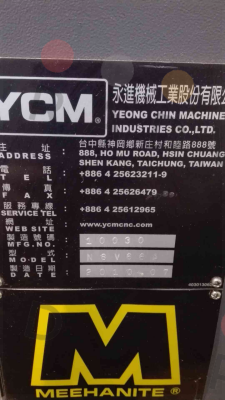 YCM®
永進機械工業股份有限公
YEONG CHIN MACHINE
INDUSTRIES CO.,LTD.
主址 台中縣神岡鄉新庄村和睦路888號
ADDRESS: 888, HO MU ROAD, HSIN CHUANG
SHEN KANG, TAICHUNG, TAIWAN
電話
TEL: +886 4 25623211-9
傳真
FAX: +886 4 25626479
服務專線
SERVICE TEL: +886 4 25612965
網址
WEB SITE: www.ycmcnc.com
製造號碼
MFG.NO.
型式
MODEL
製造日期
DATE
M
MEEHANITE®